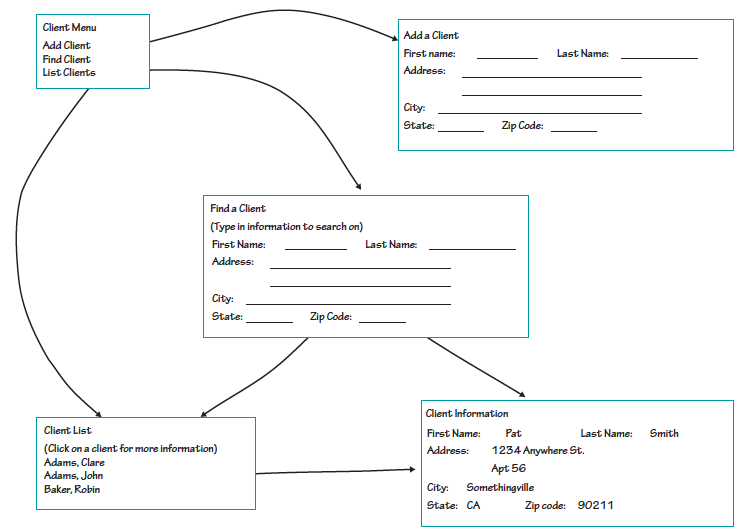 Client Menu
Add Client
Find Client
List Clients
Add a Client
First name: Last Name:
Address:
City:
State: Zip Code:
Find a Client
(Type in information to search on)
First Name: Last Name:
Address:
City:
State: Zip Code:
Client List
(Click on a client for more information)
Adams, Clare
Adams, John
Baker, Robin
Client Information
First Name: Pat Last Name: Smith
Address: 1234 Anywhere St.
Apt 56
City: Somethingville
State: CA Zip code: 90211